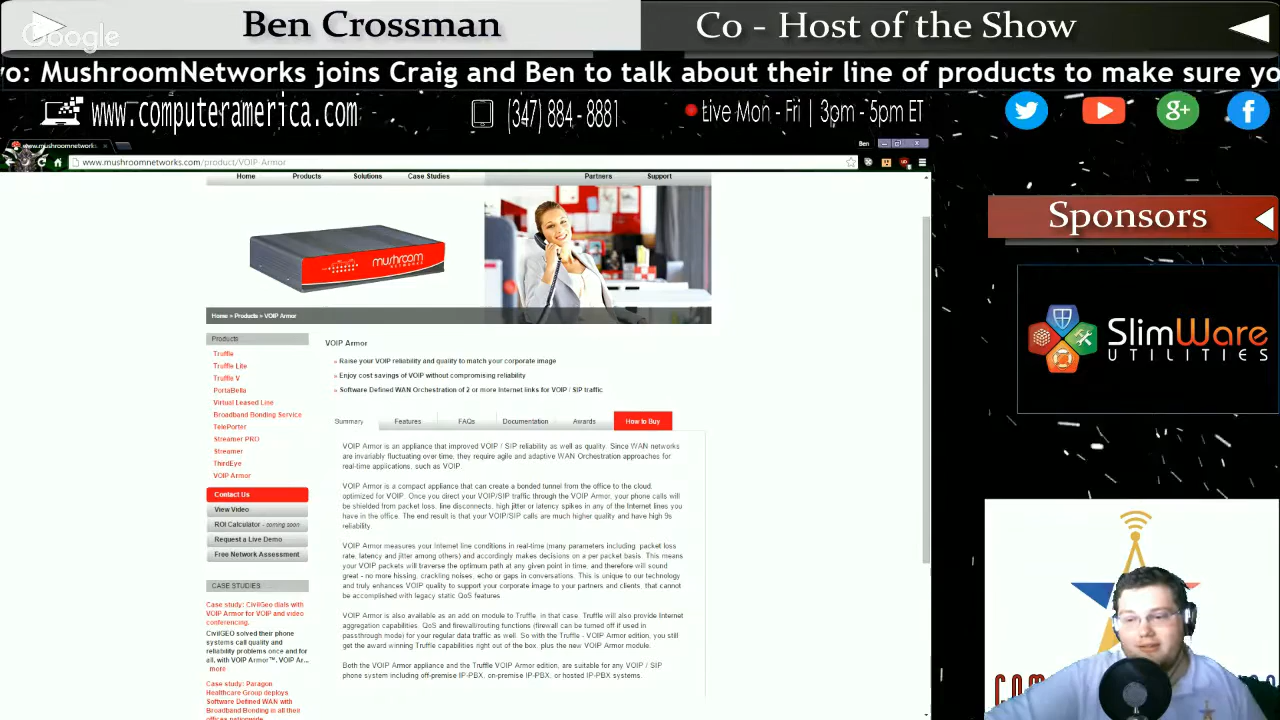 Google
Ben Crossman
Co - Host of the Show
vo: MushroomNetworks joins Craig and Ben to talk about their line of products to make sure yo
www.computeramerica.com
(347) 884 - 8881
Live Mon - Fri | 3pm - 5pm ET
www.mushroomnetworks.com
Ben
www.mushroomnetworks.com/product/VOIP-Armor
Home Products Solutions Case Studies Partners Support
mushroom
NETWORKS
Home » Products » VOIP Armor
Products
Truffle
Truffle Lite
Truffle V
PortaBella
Virtual Leased Line
Broadband Bonding Service
TelePorter
Streamer PRO
Streamer
ThirdEye
VOIP Armor
Contact Us
View Video
ROI Calculator - coming soon
Request a Live Demo
Free Network Assessment
CASE STUDIES
Case study: CivilGeo dials with
VOIP Armor for VOIP and video
conferencing.
CivilGEO solved their phone
systems call quality and
reliability problems once and for
all, with VOIP Armor™. VOIP Ar...
more
Case study: Paragon
Healthcare Group deploys
Software Defined WAN with
Broadband Bonding in all their
offices nationwide
VOIP Armor
» Raise your VOIP reliability and quality to match your corporate image
» Enjoy cost savings of VOIP without compromising reliability
» Software Defined WAN Orchestration of 2 or more Internet links for VOIP / SIP traffic
Summary Features FAQs Documentation Awards How to Buy
VOIP Armor is an appliance that improved VOIP / SIP reliability as well as quality. Since WAN networks
are invariably fluctuating over time, they require agile and adaptive WAN Orchestration approaches for
real-time applications, such as VOIP.
VOIP Armor is a compact appliance that can create a bonded tunnel from the office to the cloud,
optimized for VOIP. Once you direct your VOIP/SIP traffic through the VOIP Armor, your phone calls will
be shielded from packet loss, line disconnects, high jitter or latency spikes in any of the Internet lines you
have in the office. The end result is that your VOIP/SIP calls are much higher quality and have high 9s
reliability.
VOIP Armor measures your Internet line conditions in real-time (many parameters including packet loss
rate, latency and jitter among others) and accordingly makes decisions on a per packet basis. This means
your VOIP packets will traverse the optimum path at any given point in time, and therefore will sound
great - no more hissing, crackling noises, echo or gaps in conversations. This is unique to our technology
and truly enhances VOIP quality to support your corporate image to your partners and clients, that cannot
be accomplished with legacy static QoS features.
VOIP Armor is also available as an add on module to Truffle, in that case, Truffle will also provide Internet
aggregation capabilities, QoS and firewall/routing functions (firewall can be turned off if used in
passthrough mode) for your regular data traffic as well. So with the Truffle - VOIP Armor edition, you still
get the award winning Truffle capabilities right out of the box, plus the new VOIP Armor module.
Both the VOIP Armor appliance and the Truffle VOIP Armor edition, are suitable for any VOIP / SIP
phone system including off-premise IP-PBX, on-premise IP-PBX, or hosted IP-PBX systems.
Sponsors
SLIMWARE
UTILITIES